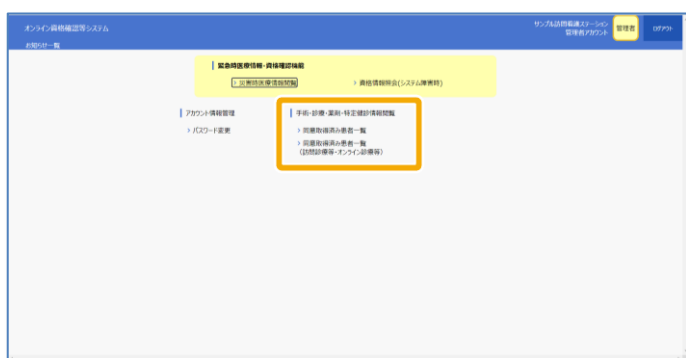 オンライン資格確認等システム
サンプル訪問看護ステーション
管理者アカウント
管理者
ログアウト
お知らせ一覧
緊急時医療情報・資格確認機能
› 災害時医療情報閲覧
› 資格情報照会(システム障害時)
アカウント情報管理
手術・診療・薬剤・特定健診情報閲覧
› パスワード変更
› 同意取得済み患者一覧
› 同意取得済み患者一覧
(訪問診療等・オンライン診療等)